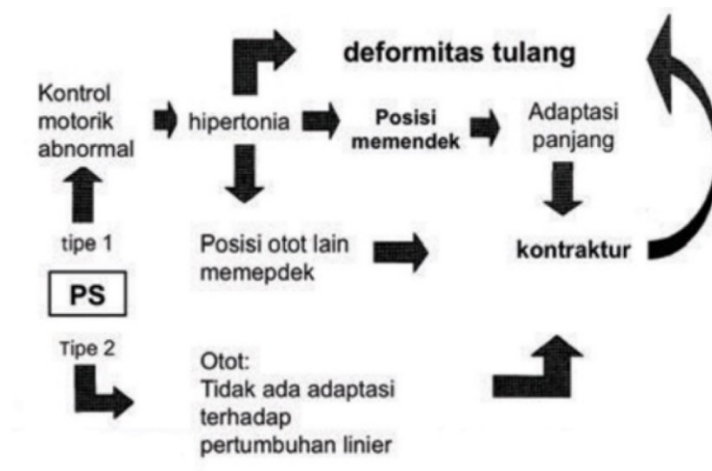 deformitas tulang
Kontrol
motorik
abnormal
hipertonia
Posisi
memendek
Adaptasi
panjang
tipe 1
Posisi otot lain
memepdek
kontraktur
PS
Tipe 2
Otot:
Tidak ada adaptasi
terhadap
pertumbuhan linier